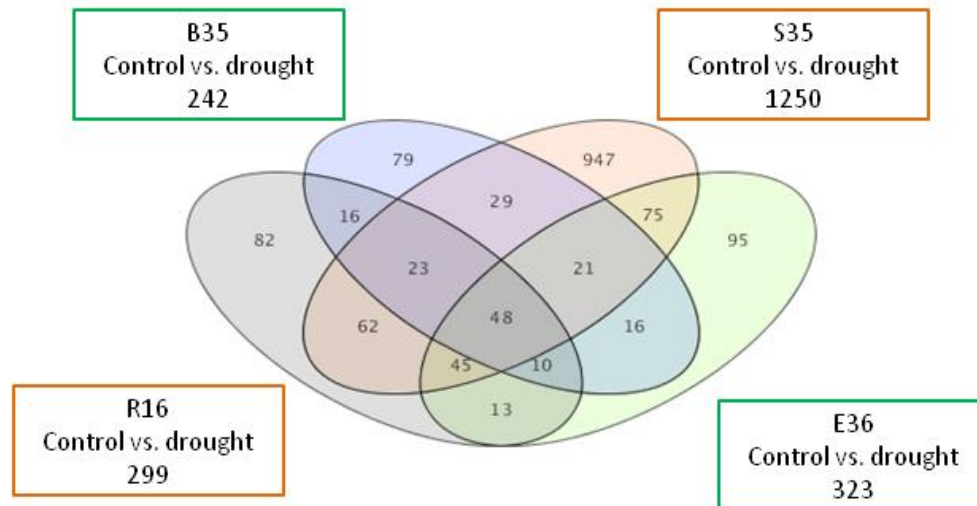 B35
Control vs. drought
242
S35
Control vs. drought
1250
79
947
29
16
75
82
95
23
21
62
48
16
45
10
13
R16
Control vs. drought
299
E36
Control vs. drought
323